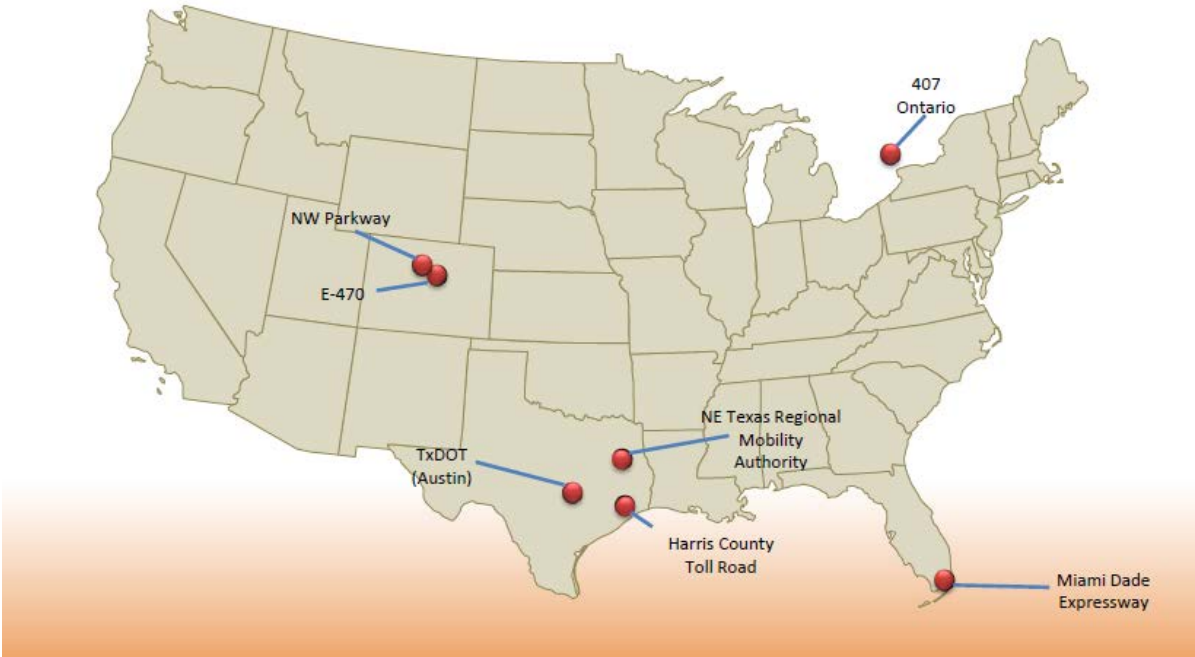 407
Ontario
NW Parkway
E-470
NE Texas Regional
Mobility
Authority
TxDOT
(Austin)
Harris County
Toll Road
Miami Dade
Expressway